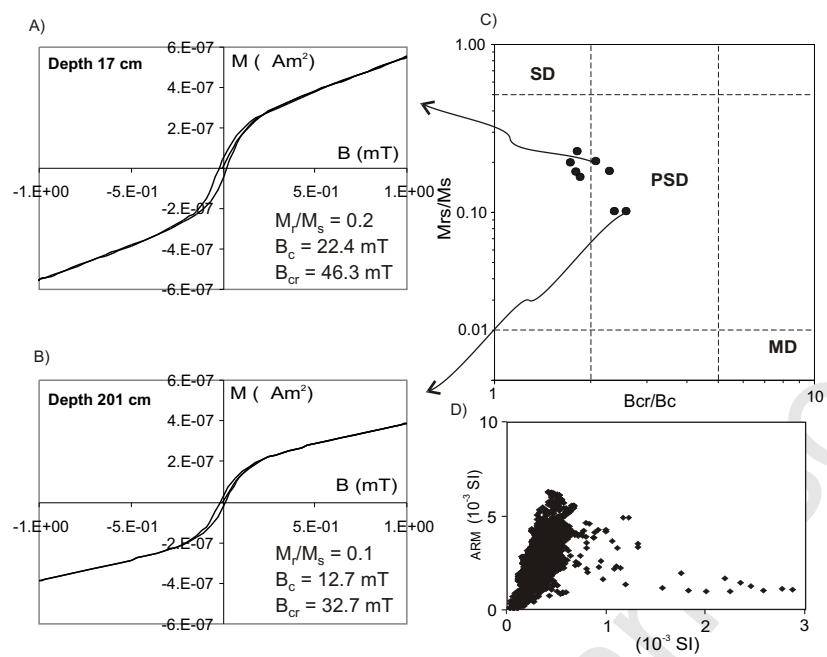 A)
Depth 17 cm
M ( Am²)
6.E-07
4.E-07
2.E-07
B (mT)
-1.E+00
-5.E-01
5.E-01
1.E+00
-2.E-07
-4.E-07
-6.E-07
Mr/Ms = 0.2
Bc = 22.4 mT
Bcr = 46.3 mT
B)
Depth 201 cm
M ( Am²)
6.E-07
4.E-07
2.E-07
B (mT)
-1.E+00
-5.E-01
5.E-01
1.E+00
-2.E-07
-4.E-07
-6.E-07
Mr/Ms = 0.1
Bc = 12.7 mT
Bcr = 32.7 mT
C)
1.00
SD
PSD
Mrs/Ms
0.10
0.01
MD
1
10
Bcr/Bc
D)
10
ARM (10⁻³ SI)
5
0
0
1
2
3
(10⁻³ SI)